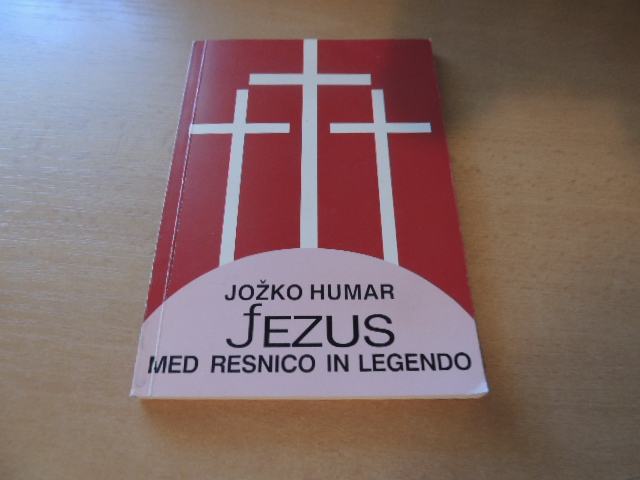 JOŽKO HUMAR
JEZUS
MED RESNICO IN LEGENDO